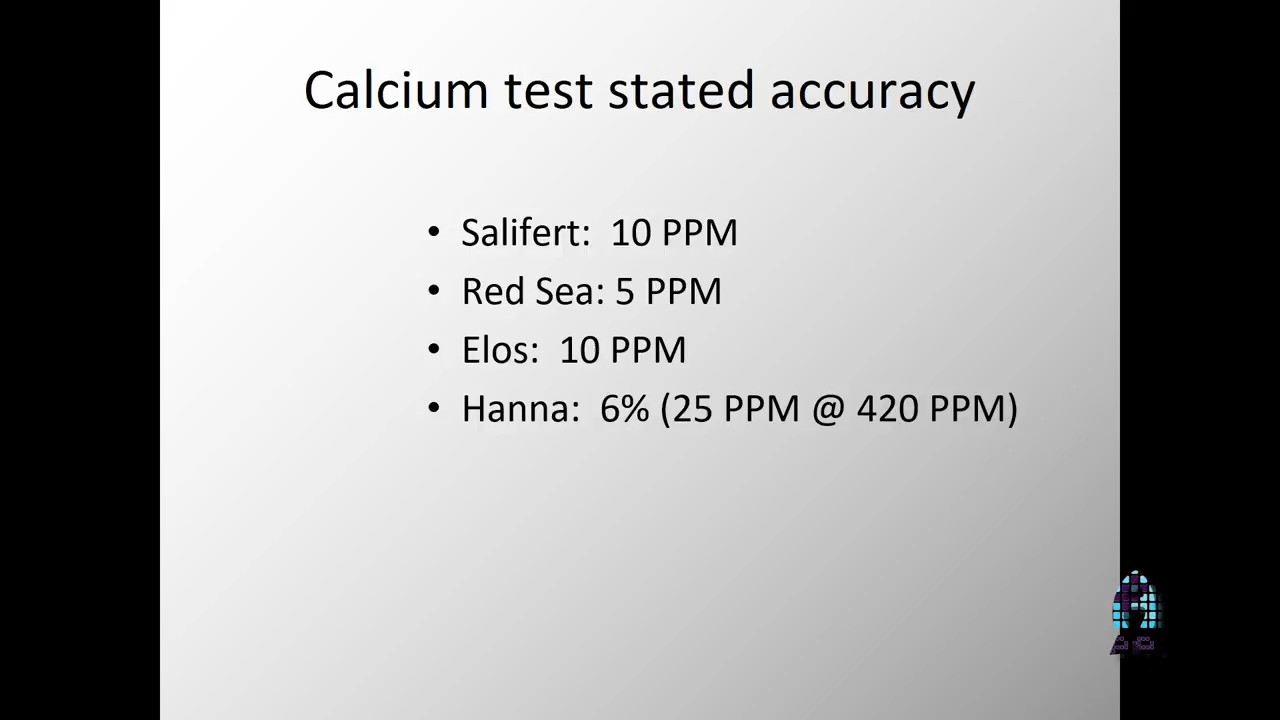 Calcium test stated accuracy
• Salifert:  10 PPM
• Red Sea: 5 PPM
• Elos:  10 PPM
• Hanna:  6% (25 PPM @ 420 PPM)